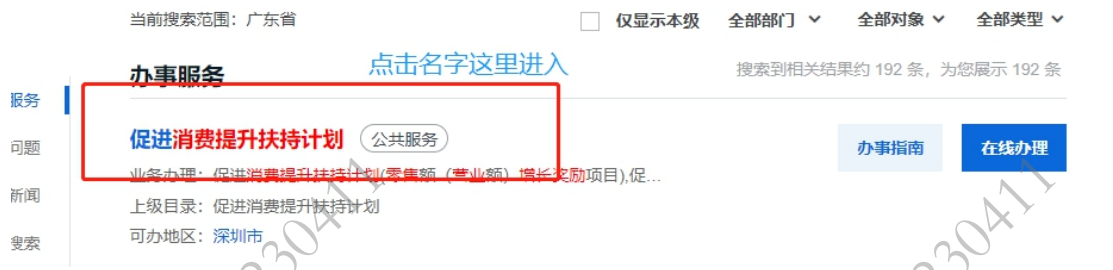 当前搜索范围：广东省
仅显示本级 全部部门 全部对象 全部类型
点击名字这里进入
办事服务
搜索到相关结果约 192 条，为您展示 192 条
服务
促进消费提升扶持计划 公共服务
办事指南 在线办理
问题
业务办理：促进消费提升扶持计划(零售额（营业额）增长奖励项目),促...
新闻
上级目录：促进消费提升扶持计划
搜索
可办地区：深圳市
230411
230411